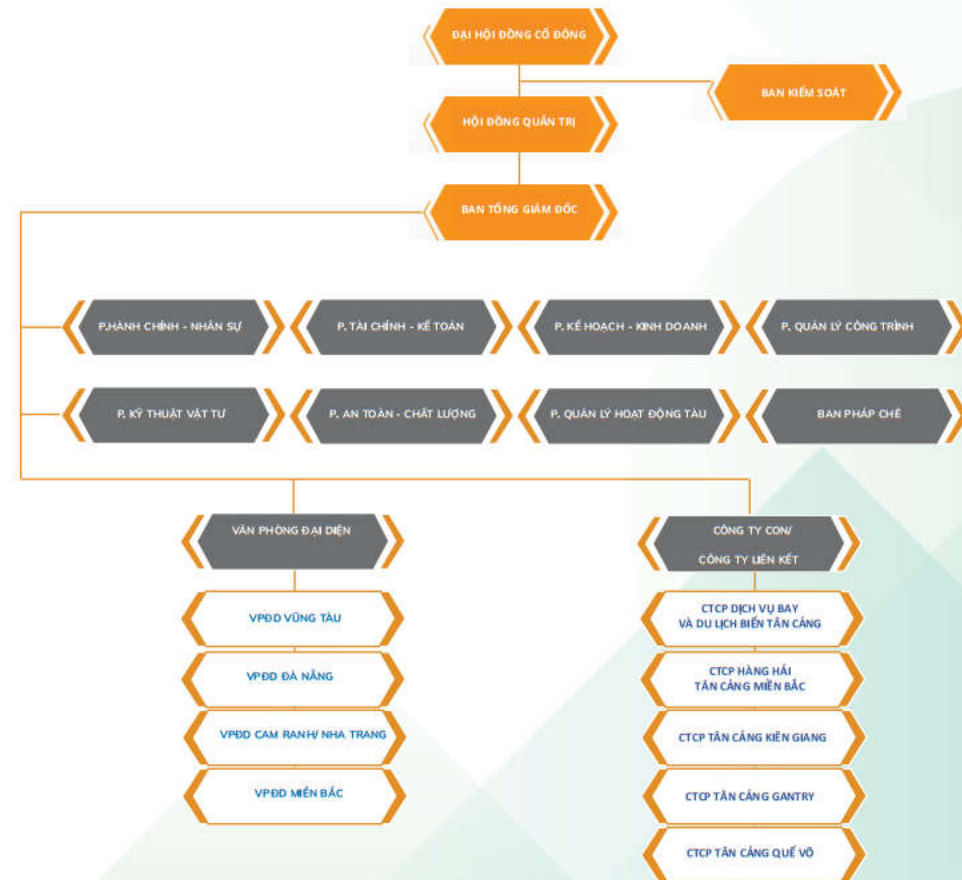 ĐẠI HỘI ĐỒNG CỔ ĐÔNG
BAN KIỂM SOÁT
HỘI ĐỒNG QUẢN TRỊ
BAN TỔNG GIÁM ĐỐC
P.HÀNH CHÍNH - NHÂN SỰ
P. TÀI CHÍNH - KẾ TOÁN
P. KẾ HOẠCH - KINH DOANH
P. QUẢN LÝ CÔNG TRÌNH
P. KỸ THUẬT VẬT TƯ
P. AN TOÀN - CHẤT LƯỢNG
P. QUẢN LÝ HOẠT ĐỘNG TÀU
BAN PHÁP CHẾ
VĂN PHÒNG ĐẠI DIỆN
VPĐD VŨNG TÀU
VPĐD ĐÀ NẴNG
VPĐD CAM RANH/ NHA TRANG
VPĐD MIỀN BẮC
CÔNG TY CON/
CÔNG TY LIÊN KẾT
CTCP DỊCH VỤ BAY
VÀ DU LỊCH BIỂN TÂN CẢNG
CTCP HÀNG HẢI
TÂN CẢNG MIỀN BẮC
CTCP TÂN CẢNG KIÊN GIANG
CTCP TÂN CẢNG GANTRY
CTCP TÂN CẢNG QUẾ VÕ